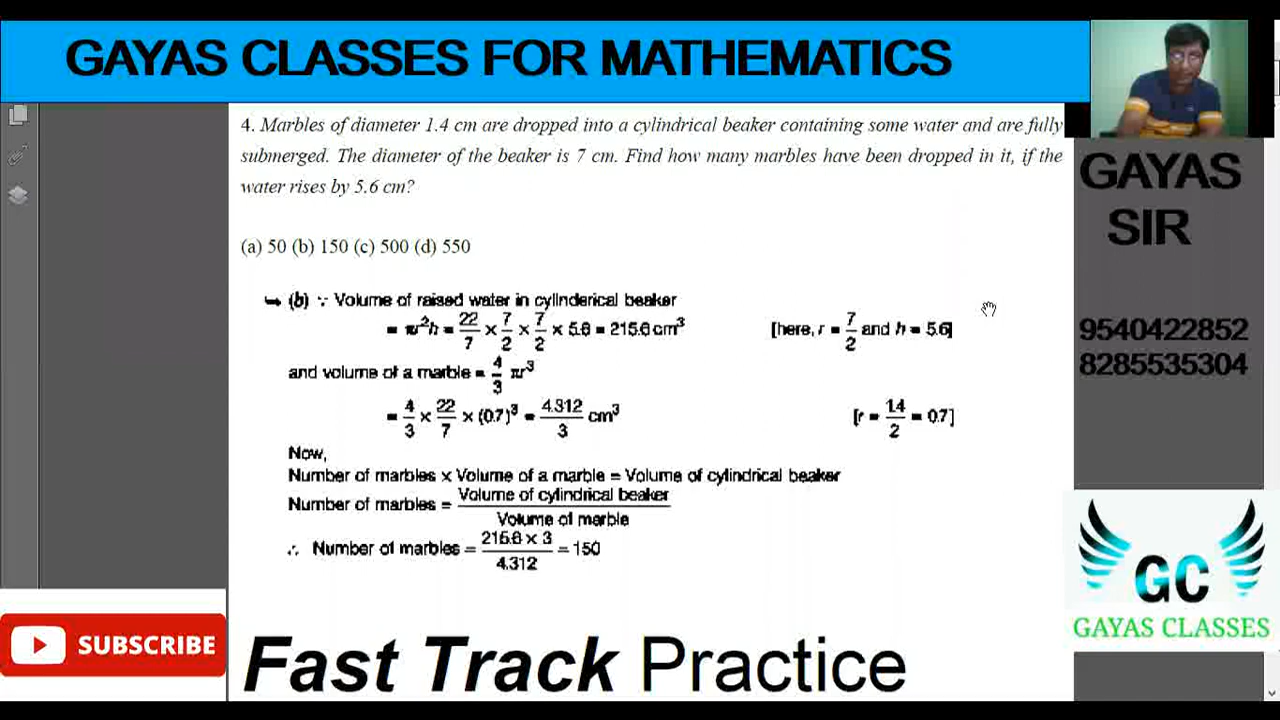 GAYAS CLASSES FOR MATHEMATICS
4. Marbles of diameter 1.4 cm are dropped into a cylindrical beaker containing some water and are fully
submerged. The diameter of the beaker is 7 cm. Find how many marbles have been dropped in it, if the
water rises by 5.6 cm?
(a) 50 (b) 150 (c) 500 (d) 550
↪ (b) ∵ Volume of raised water in cylinderical beaker
= πr²h = 22/7 × 7/2 × 7/2 × 5.6 = 215.6 cm³ [here, r = 7/2 and h = 5.6]
and volume of a marble = 4/3 πr³
= 4/3 × 22/7 × (0.7)³ = 4.312/3 cm³ [r = 1.4/2 = 0.7]
Now,
Number of marbles × Volume of a marble = Volume of cylindrical beaker
Number of marbles = Volume of cylindrical beaker / Volume of marble
∴ Number of marbles = 215.6 × 3 / 4.312 = 150
Fast Track Practice
GAYAS
SIR
9540422852
8285535304
GC
GAYAS CLASSES
SUBSCRIBE